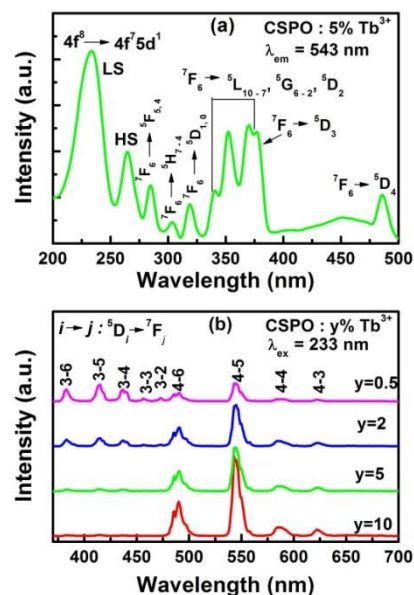 (a)
CSPO : 5% Tb³⁺
λem = 543 nm
4f⁸ → 4f⁷5d¹
LS
HS
⁷F₆ → ⁵F₅,₄
⁷F₆ → ⁵H₇₋₄
⁷F₆ → ⁵D₁,₀
⁷F₆ → ⁵L₁₀₋₇, ⁵G₆₋₂, ⁵D₂
⁷F₆ → ⁵D₃
⁷F₆ → ⁵D₄
Intensity (a.u.)
200 250 300 350 400 450 500
Wavelength (nm)
i → j : ⁵Dᵢ → ⁷Fⱼ
(b)
CSPO : y% Tb³⁺
λex = 233 nm
3-6
3-5
3-4
3-3
3-2
4-6
4-5
4-4
4-3
y=0.5
y=2
y=5
y=10
Intensity (a.u.)
400 450 500 550 600 650 700
Wavelength (nm)